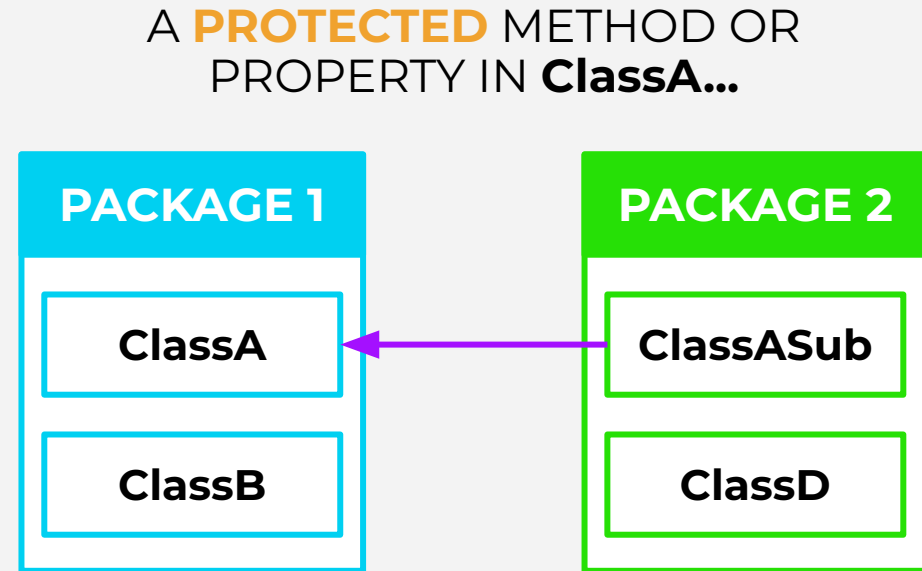 A PROTECTED METHOD OR
PROPERTY IN ClassA...
PACKAGE 1
ClassA
ClassB
PACKAGE 2
ClassASub
ClassD